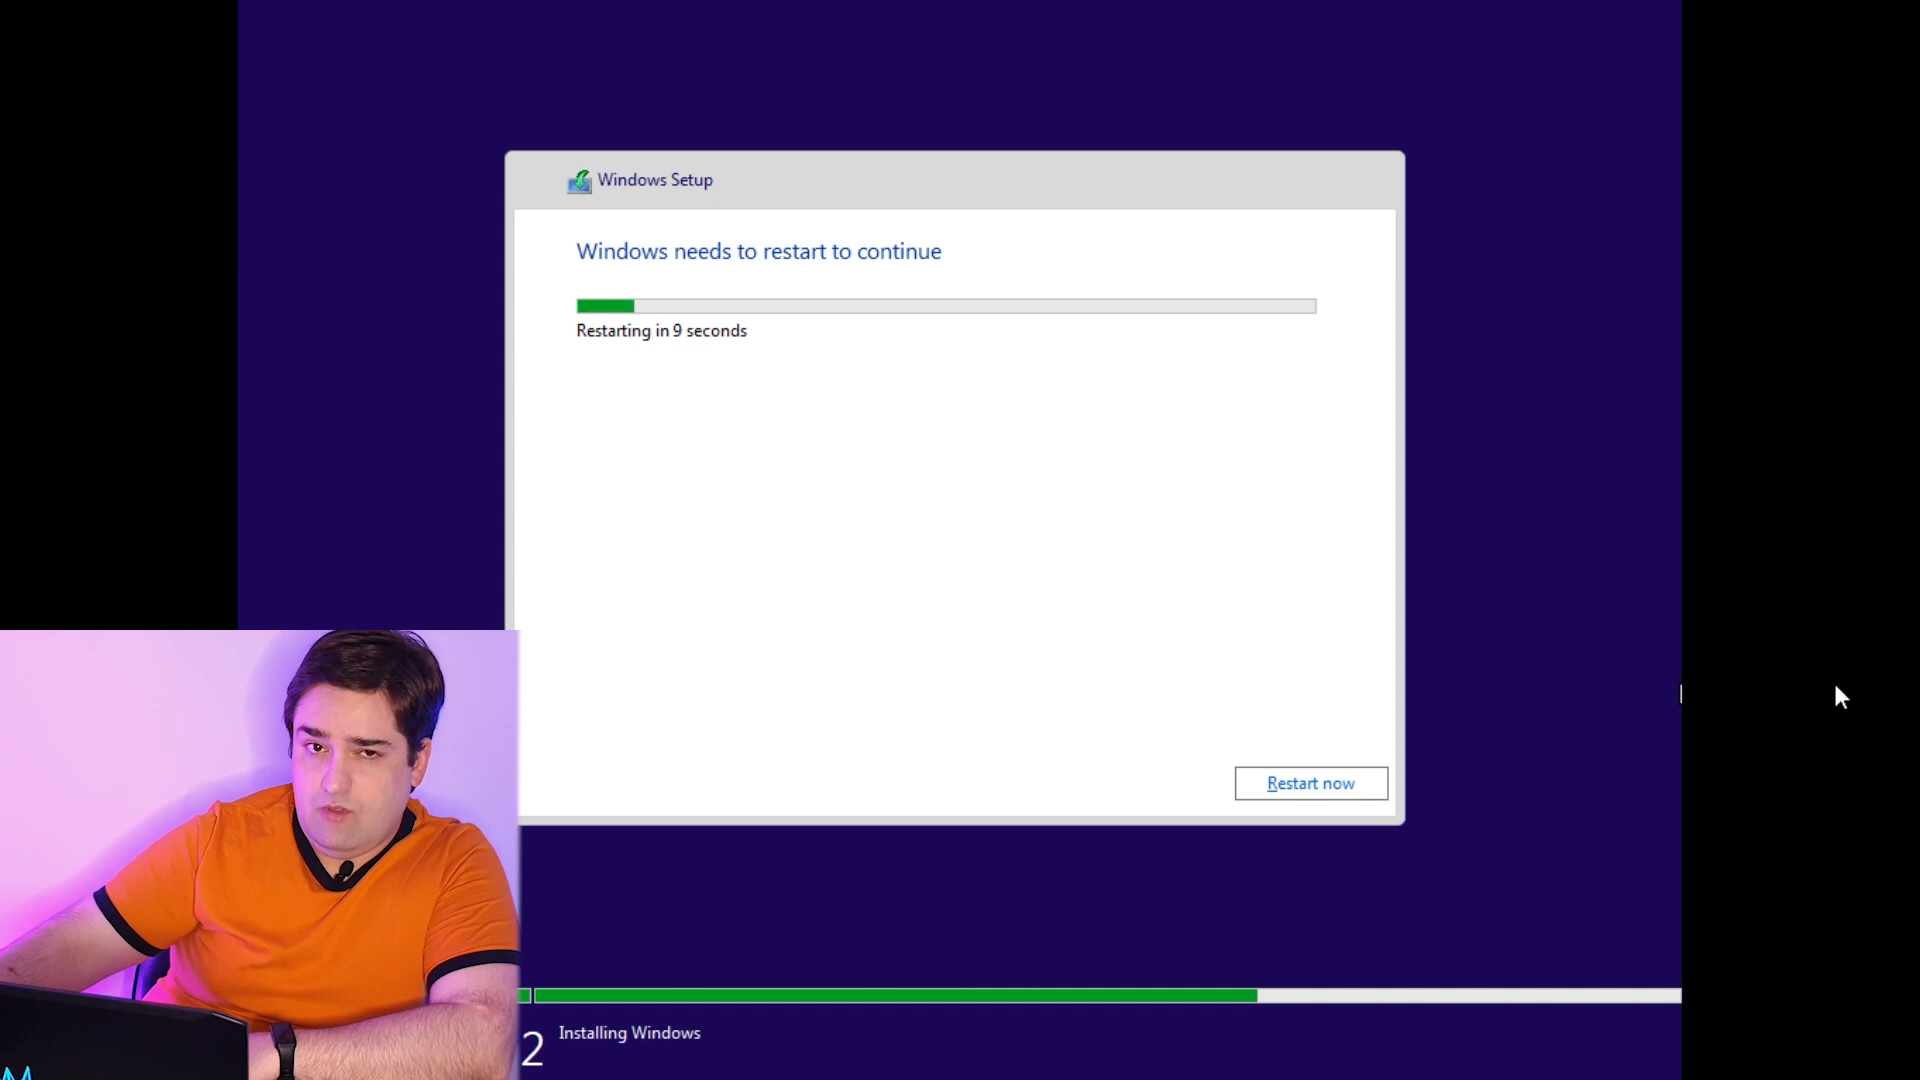 Windows Setup
Windows needs to restart to continue
Restarting in 9 seconds
Restart now
2 Installing Windows